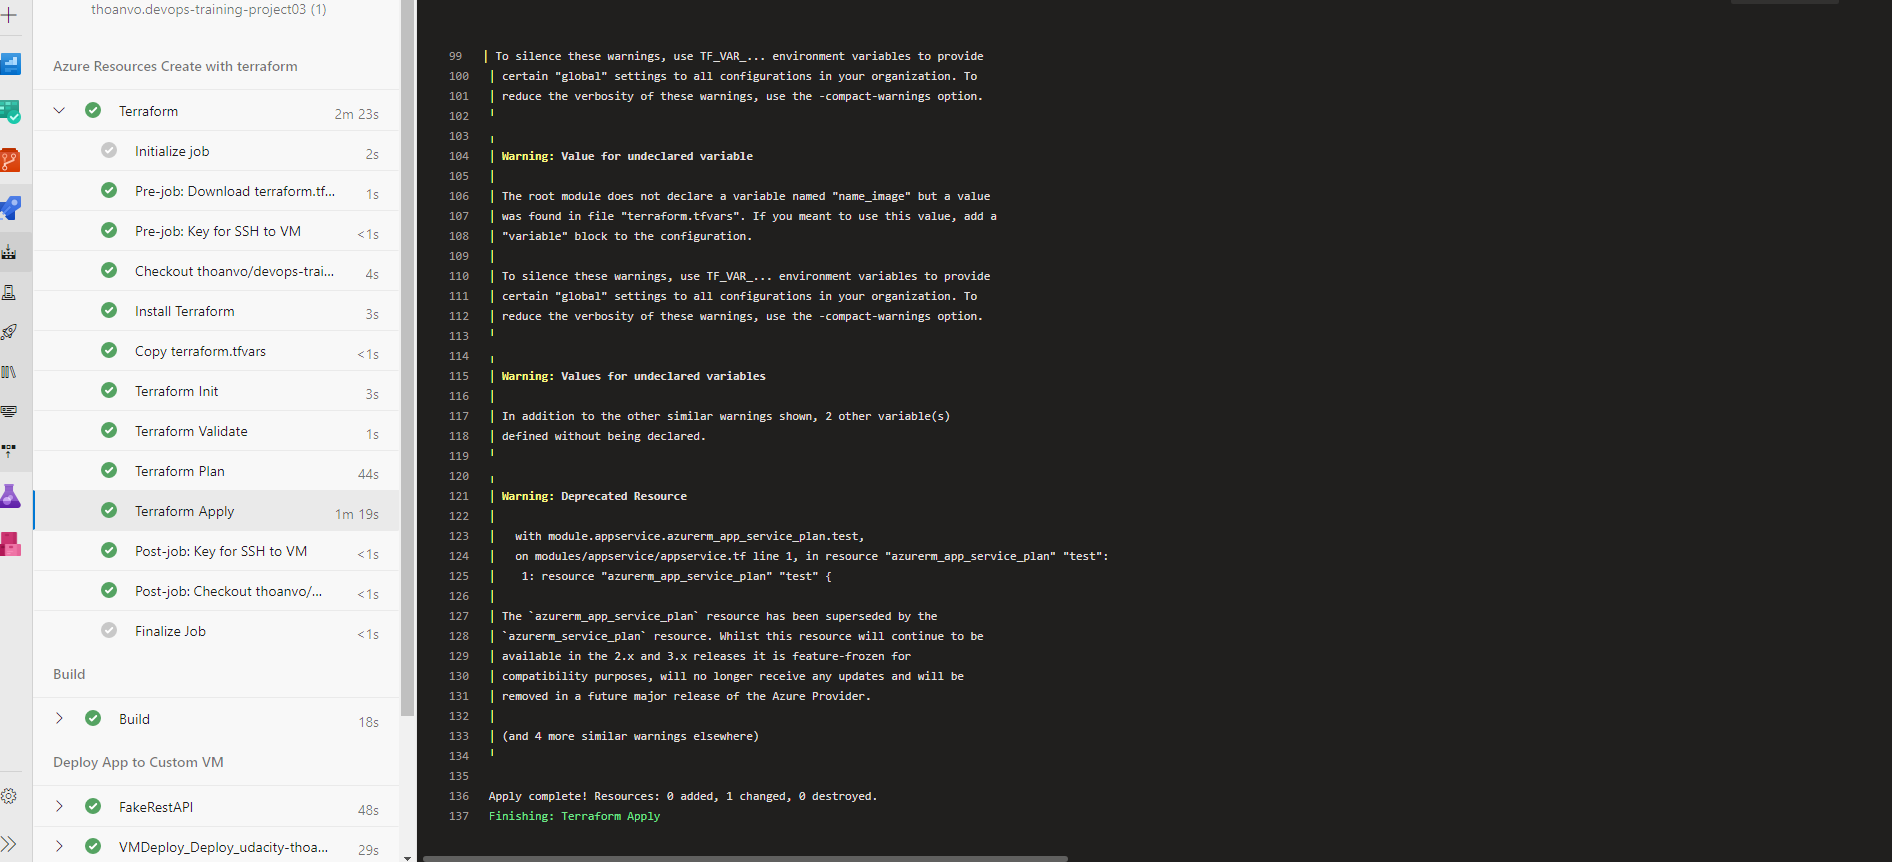 thoanvo.devops-training-project03 (1)
Azure Resources Create with terraform
Terraform 2m 23s
Initialize job 2s
Pre-job: Download terraform.tf... 1s
Pre-job: Key for SSH to VM <1s
Checkout thoanvo/devops-trai... 4s
Install Terraform 3s
Copy terraform.tfvars <1s
Terraform Init 3s
Terraform Validate 1s
Terraform Plan 44s
Terraform Apply 1m 19s
Post-job: Key for SSH to VM <1s
Post-job: Checkout thoanvo/... <1s
Finalize Job <1s
Build
Build 18s
Deploy App to Custom VM
FakeRestAPI 48s
VMDeploy_Deploy_udacity-thoa... 29s
99 │ To silence these warnings, use TF_VAR_... environment variables to provide
100 │ certain "global" settings to all configurations in your organization. To
101 │ reduce the verbosity of these warnings, use the -compact-warnings option.
102 ╵
103 ╷
104 │ Warning: Value for undeclared variable
105 │
106 │ The root module does not declare a variable named "name_image" but a value
107 │ was found in file "terraform.tfvars". If you meant to use this value, add a
108 │ "variable" block to the configuration.
109 │
110 │ To silence these warnings, use TF_VAR_... environment variables to provide
111 │ certain "global" settings to all configurations in your organization. To
112 │ reduce the verbosity of these warnings, use the -compact-warnings option.
113 ╵
114 ╷
115 │ Warning: Values for undeclared variables
116 │
117 │ In addition to the other similar warnings shown, 2 other variable(s)
118 │ defined without being declared.
119 ╵
120 ╷
121 │ Warning: Deprecated Resource
122 │
123 │   with module.appservice.azurerm_app_service_plan.test,
124 │   on modules/appservice/appservice.tf line 1, in resource "azurerm_app_service_plan" "test":
125 │    1: resource "azurerm_app_service_plan" "test" {
126 │
127 │ The `azurerm_app_service_plan` resource has been superseded by the
128 │ `azurerm_service_plan` resource. Whilst this resource will continue to be
129 │ available in the 2.x and 3.x releases it is feature-frozen for
130 │ compatibility purposes, will no longer receive any updates and will be
131 │ removed in a future major release of the Azure Provider.
132 │
133 │ (and 4 more similar warnings elsewhere)
134 ╵
135
136 Apply complete! Resources: 0 added, 1 changed, 0 destroyed.
137 Finishing: Terraform Apply